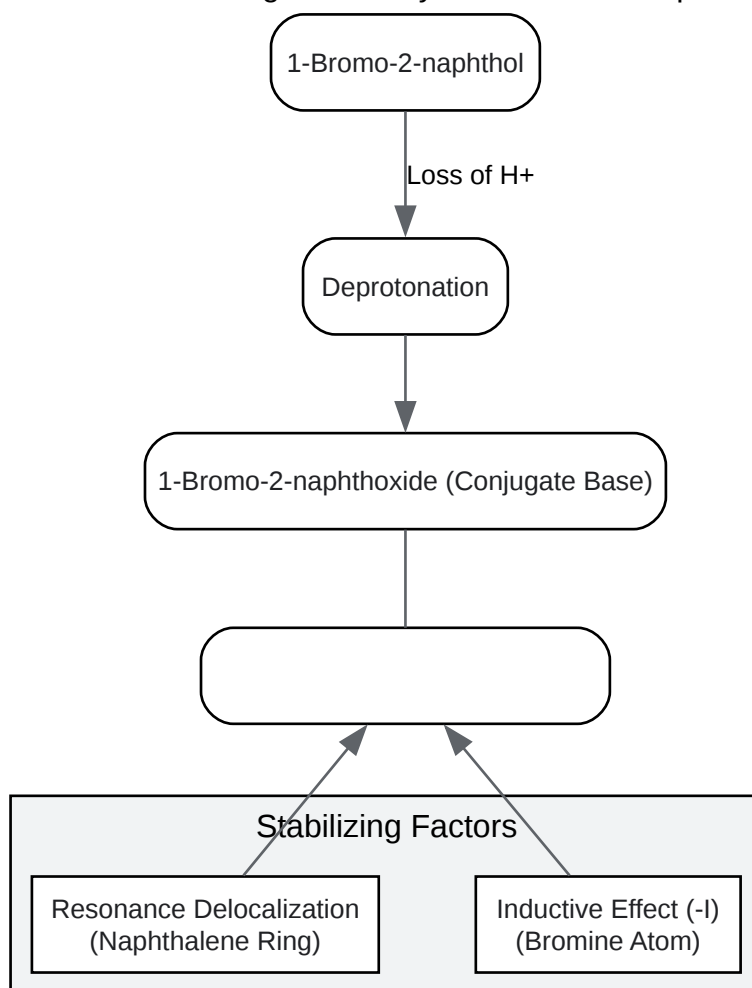 1-Bromo-2-naphthol
Loss of H+
Deprotonation
1-Bromo-2-naphthoxide (Conjugate Base)
Stabilizing Factors
Resonance Delocalization
(Naphthalene Ring)
Inductive Effect (-I)
(Bromine Atom)